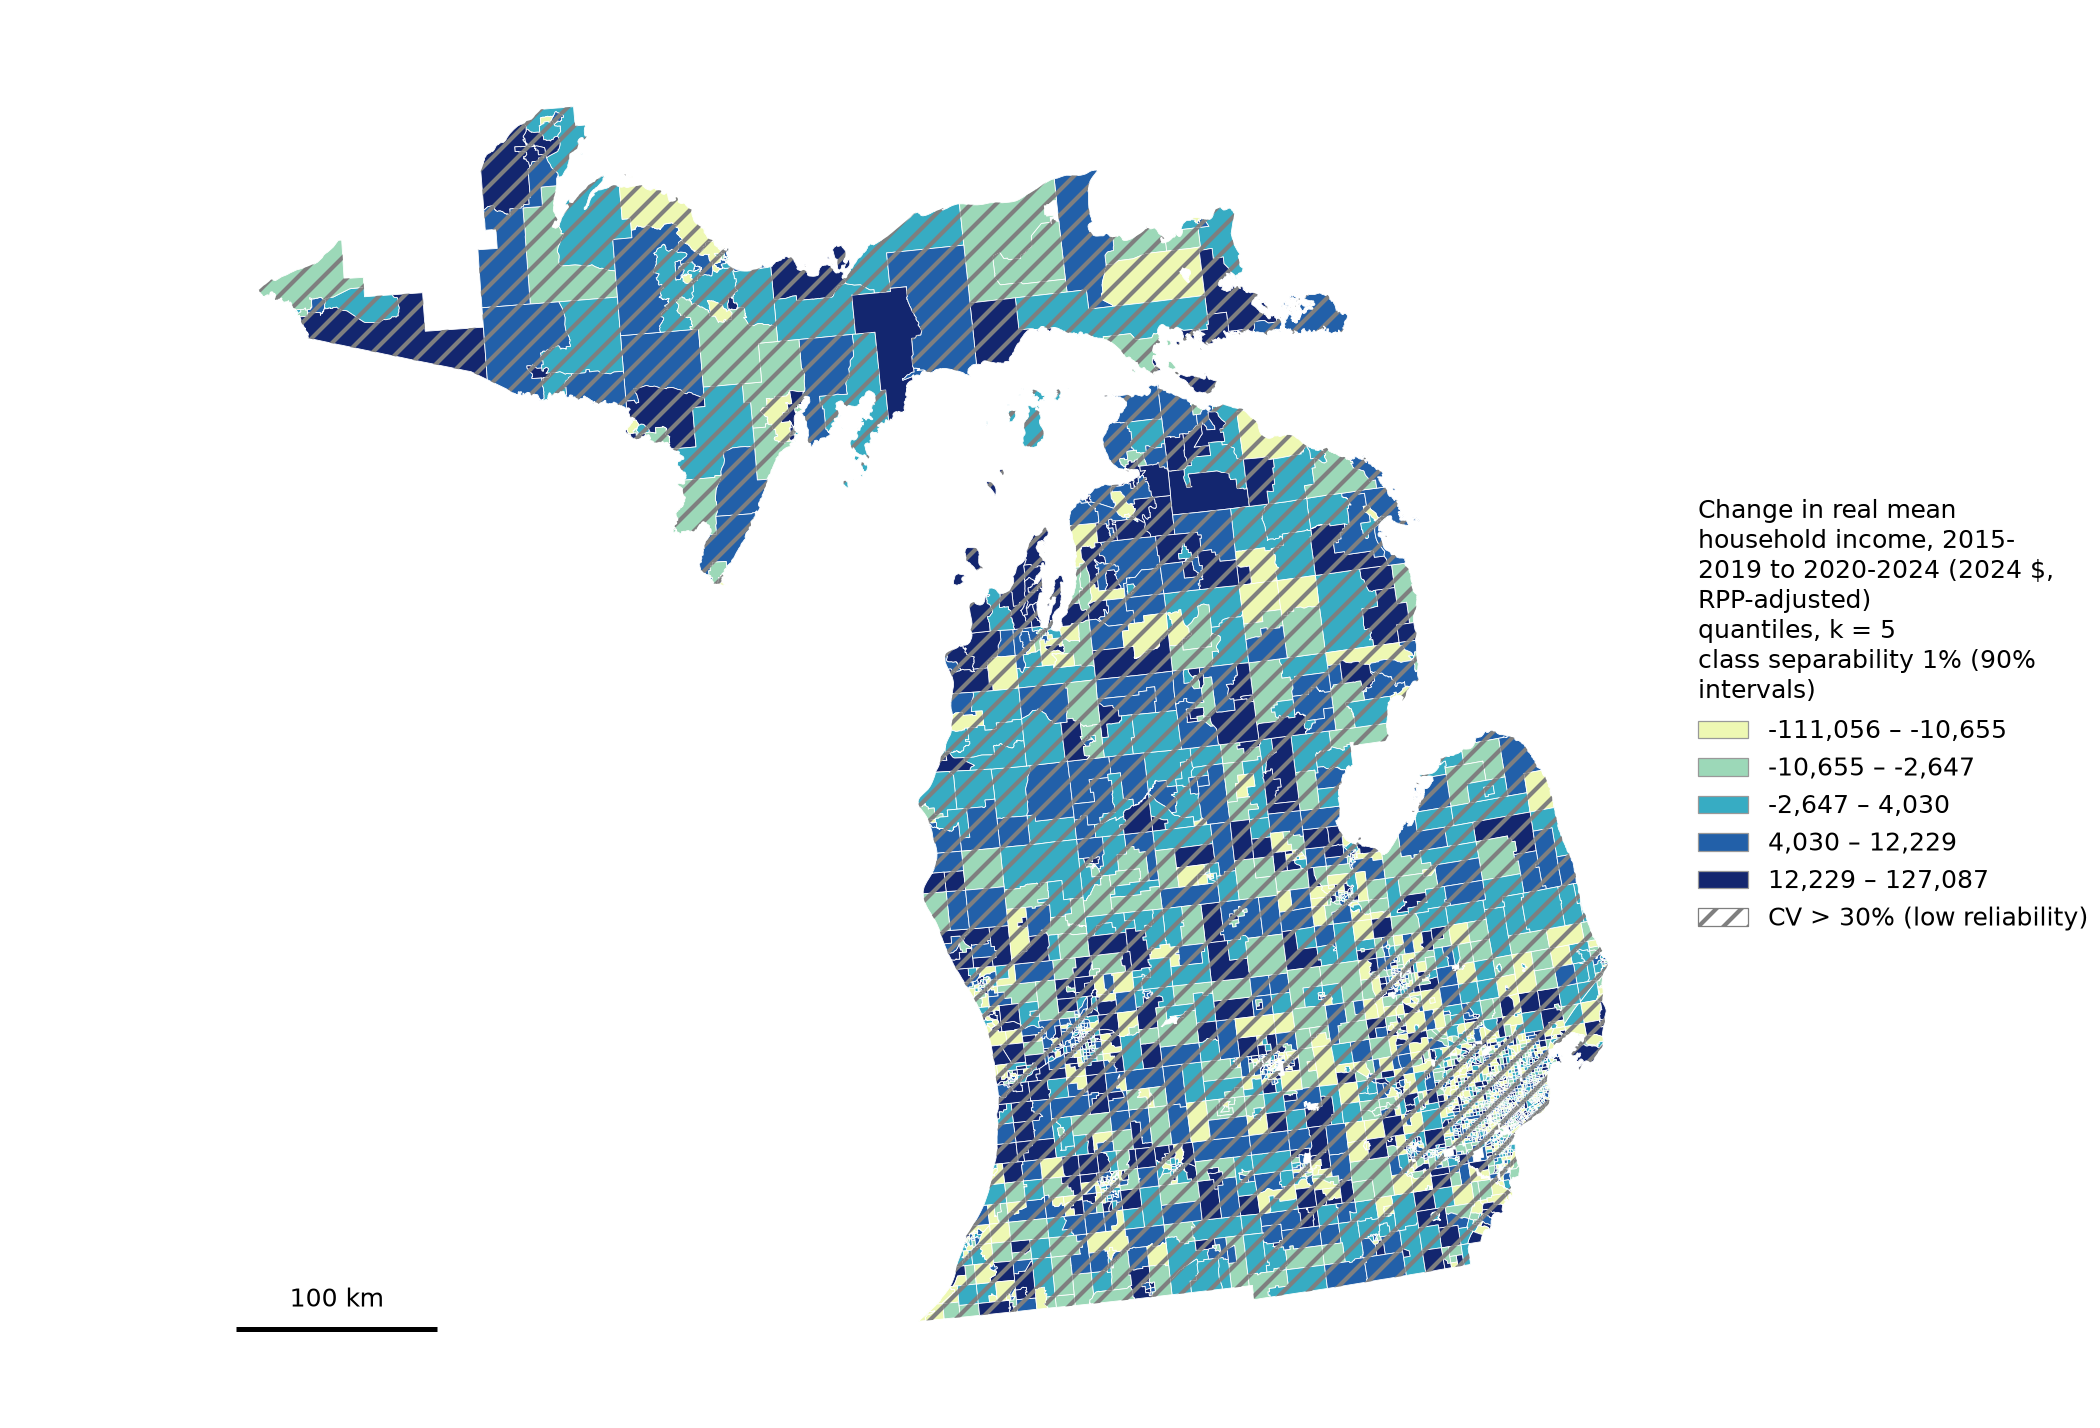 Change in real mean
household income, 2015-
2019 to 2020-2024 (2024 $,
RPP-adjusted)
quantiles, k = 5
class separability 1% (90%
intervals)
-111,056 – -10,655
-10,655 – -2,647
-2,647 – 4,030
4,030 – 12,229
12,229 – 127,087
CV > 30% (low reliability)
100 km